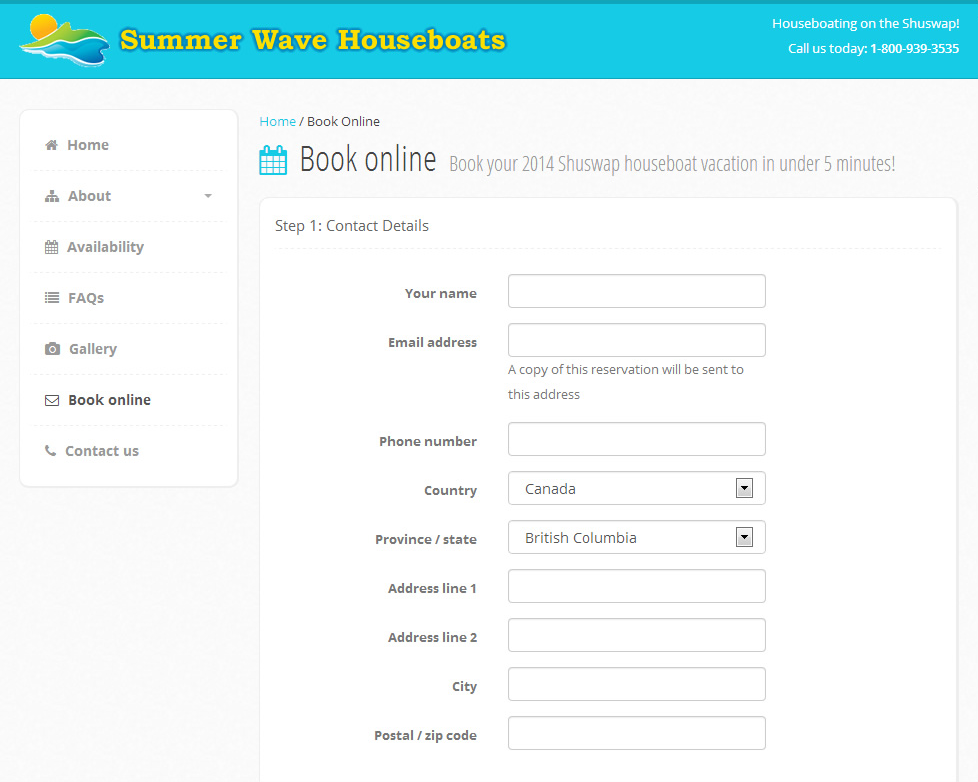 Summer Wave Houseboats
Houseboating on the Shuswap!
Call us today: 1-800-939-3535
Home
About
Availability
FAQs
Gallery
Book online
Contact us
Home / Book Online
Book online Book your 2014 Shuswap houseboat vacation in under 5 minutes!
Step 1: Contact Details
Your name
Email address
A copy of this reservation will be sent to
this address
Phone number
Country Canada
Province / state British Columbia
Address line 1
Address line 2
City
Postal / zip code